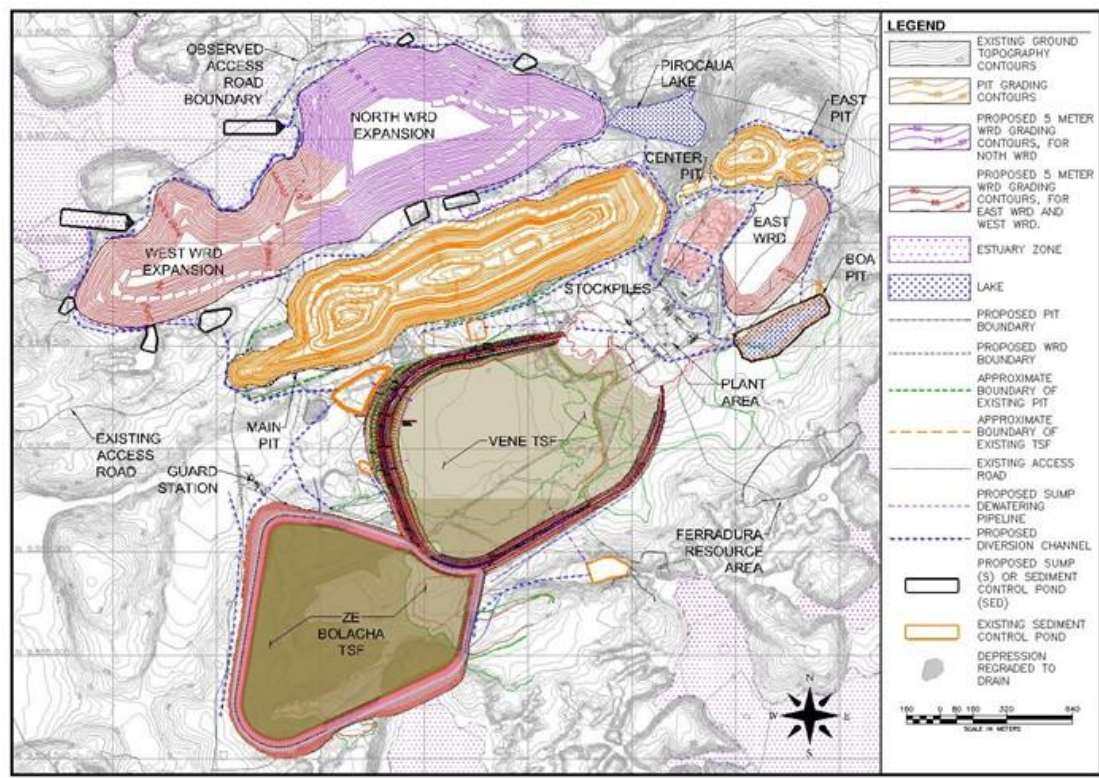 OBSERVED
ACCESS
ROAD
BOUNDARY
PIROCAUA
LAKE
EAST
PIT
NORTH WRD
EXPANSION
CENTER
PIT
EAST
WRD
WEST WRD
EXPANSION
BOA
PIT
STOCKPILES
PLANT
AREA
MAIN
PIT
VENE TSF
EXISTING
ACCESS
ROAD
GUARD
STATION
FERRADURA
RESOURCE
AREA
ZE
BOLACHA
TSF
N
W
E
S
LEGEND
EXISTING GROUND
TOPOGRAPHY
CONTOURS
PIT GRADING
CONTOURS
PROPOSED 5 METER
WRD GRADING
CONTOURS, FOR
NOTH WRD
PROPOSED 5 METER
WRD GRADING
CONTOURS, FOR
EAST WRD AND
WEST WRD.
ESTUARY ZONE
LAKE
PROPOSED PIT
BOUNDARY
PROPOSED WRD
BOUNDARY
APPROXIMATE
BOUNDARY OF
EXISTING PIT
APPROXIMATE
BOUNDARY OF
EXISTING TSF
EXISTING ACCESS
ROAD
PROPOSED SUMP
DEWATERING
PIPELINE
PROPOSED
DIVERSION CHANNEL
PROPOSED SUMP
(S) OR SEDIMENT
CONTROL POND
(SED)
EXISTING SEDIMENT
CONTROL POND
DEPRESSION
REGRADED TO
DRAIN
160 0 80 160 320 640
SCALE IN METERS